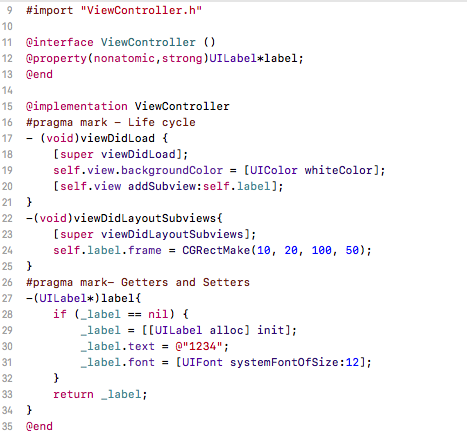 9 #import "ViewController.h"
10
11 @interface ViewController ()
12 @property(nonatomic,strong)UILabel*label;
13 @end
14
15 @implementation ViewController
16 #pragma mark — Life cycle
17 - (void)viewDidLoad {
18     [super viewDidLoad];
19     self.view.backgroundColor = [UIColor whiteColor];
20     [self.view addSubview:self.label];
21 }
22 -(void)viewDidLayoutSubviews{
23     [super viewDidLayoutSubviews];
24     self.label.frame = CGRectMake(10, 20, 100, 50);
25 }
26 #pragma mark— Getters and Setters
27 -(UILabel*)label{
28     if (_label == nil) {
29         _label = [[UILabel alloc] init];
30         _label.text = @"1234";
31         _label.font = [UIFont systemFontOfSize:12];
32     }
33     return _label;
34 }
35 @end